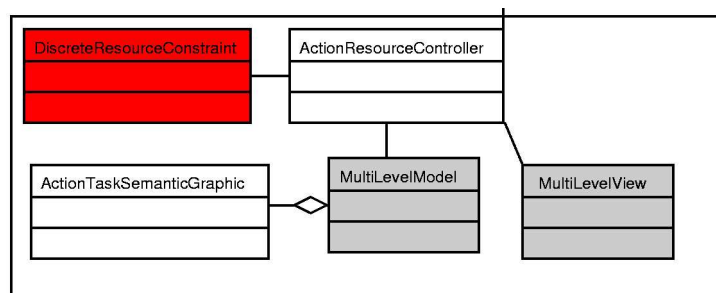 DiscreteResourceConstraint
ActionResourceController
ActionTaskSemanticGraphic
MultiLevelModel
MultiLevelView